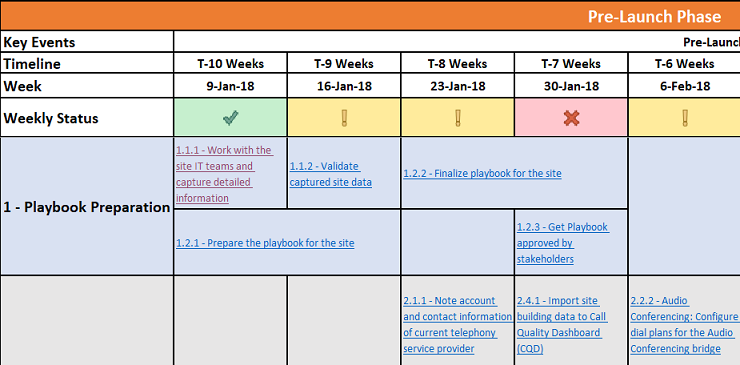 Pre-Launch Phase
Key Events
Pre-Launc
Timeline T-10 Weeks T-9 Weeks T-8 Weeks T-7 Weeks T-6 Weeks
Week 9-Jan-18 16-Jan-18 23-Jan-18 30-Jan-18 6-Feb-18
Weekly Status
1 - Playbook Preparation
1.1.1 - Work with the
site IT teams and
capture detailed
information
1.1.2 - Validate
captured site data
1.2.2 - Finalize playbook for the site
1.2.1 - Prepare the playbook for the site
1.2.3 - Get Playbook
approved by
stakeholders
2.1.1 - Note account
and contact information
of current telephony
service provider
2.4.1 - Import site
building data to Call
Quality Dashboard
(CQD)
2.2.2 - Audio
Conferencing: Configure
dial plans for the Audio
Conferencing bridge